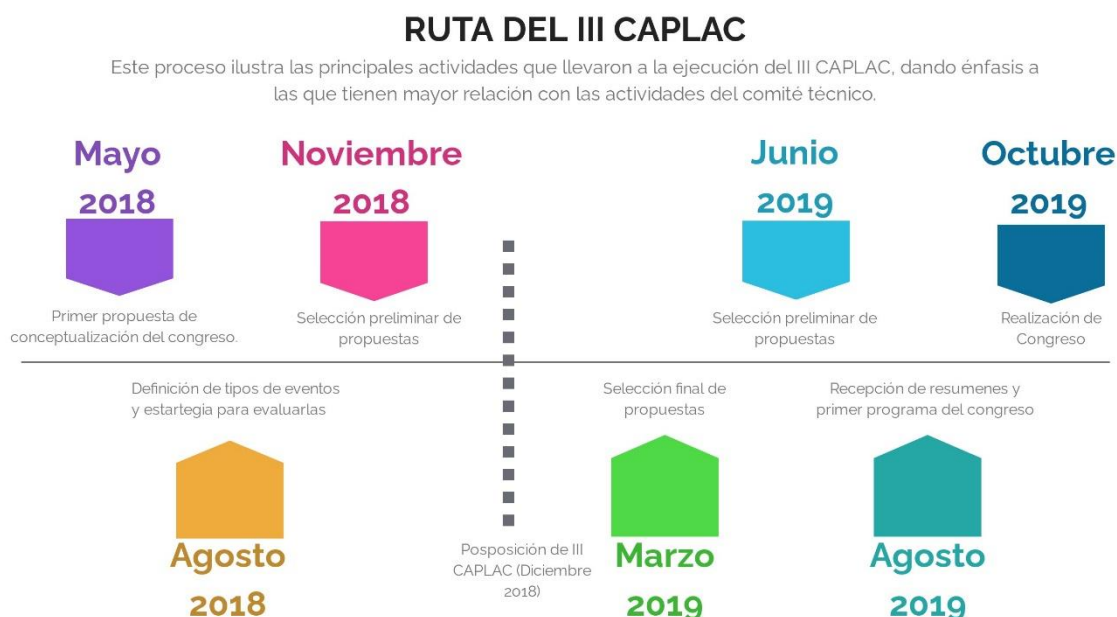 RUTA DEL III CAPLAC
Este proceso ilustra las principales actividades que llevaron a la ejecución del III CAPLAC, dando énfasis a
las que tienen mayor relación con las actividades del comité técnico.
Mayo
2018
Primer propuesta de
conceptualización del congreso.
Noviembre
2018
Selección preliminar de
propuestas
Junio
2019
Selección preliminar de
propuestas
Octubre
2019
Realización de
Congreso
Definición de tipos de eventos
y estartegia para evaluarlas
Agosto
2018
Posposición de III
CAPLAC (Diciembre
2018)
Selección final de
propuestas
Marzo
2019
Recepción de resumenes y
primer programa del congreso
Agosto
2019